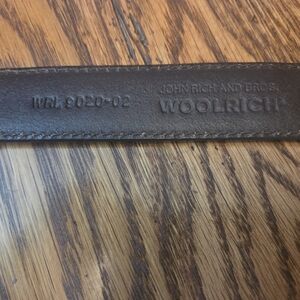 WRL 9020-02
JOHN RICH AND BROS.
WOOLRICH